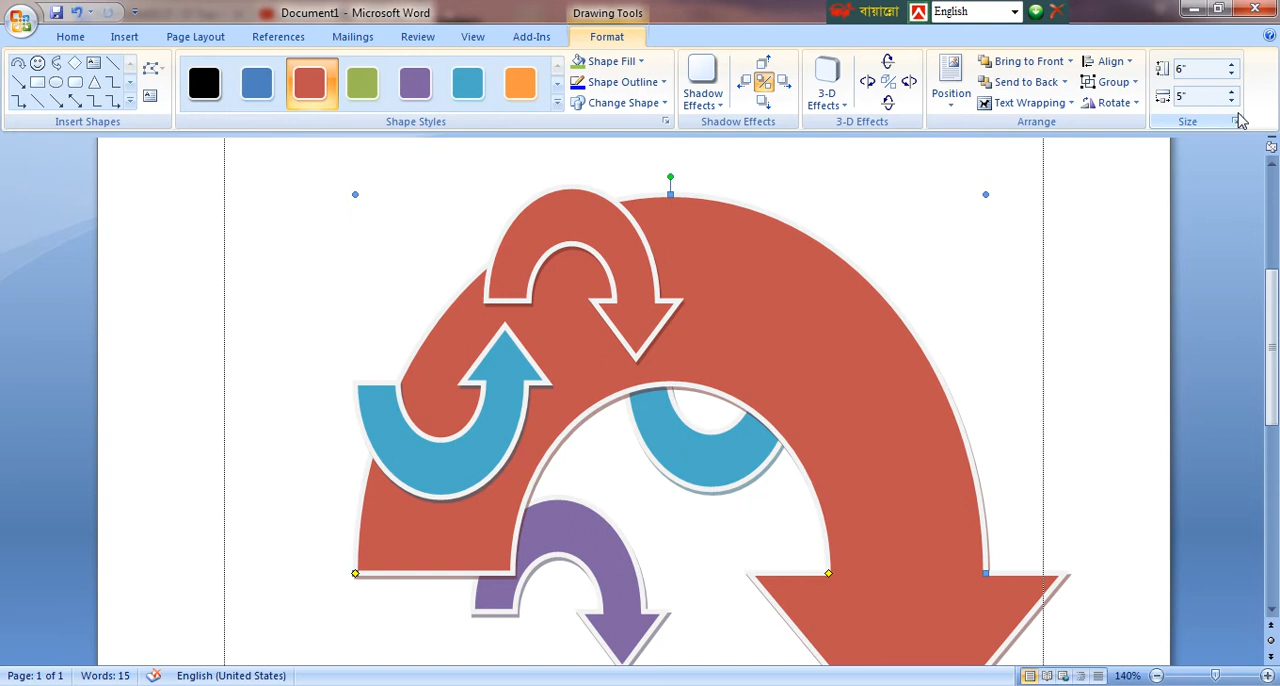 Document1 - Microsoft Word
Drawing Tools
বায়ান্নো
English
Home
Insert
Page Layout
References
Mailings
Review
View
Add-Ins
Format
Shape Fill
Shape Outline
Change Shape
Shadow Effects
3-D Effects
Position
Bring to Front
Send to Back
Text Wrapping
Align
Group
Rotate
6"
5"
Insert Shapes
Shape Styles
Shadow Effects
3-D Effects
Arrange
Size
Page: 1 of 1
Words: 15
English (United States)
140%